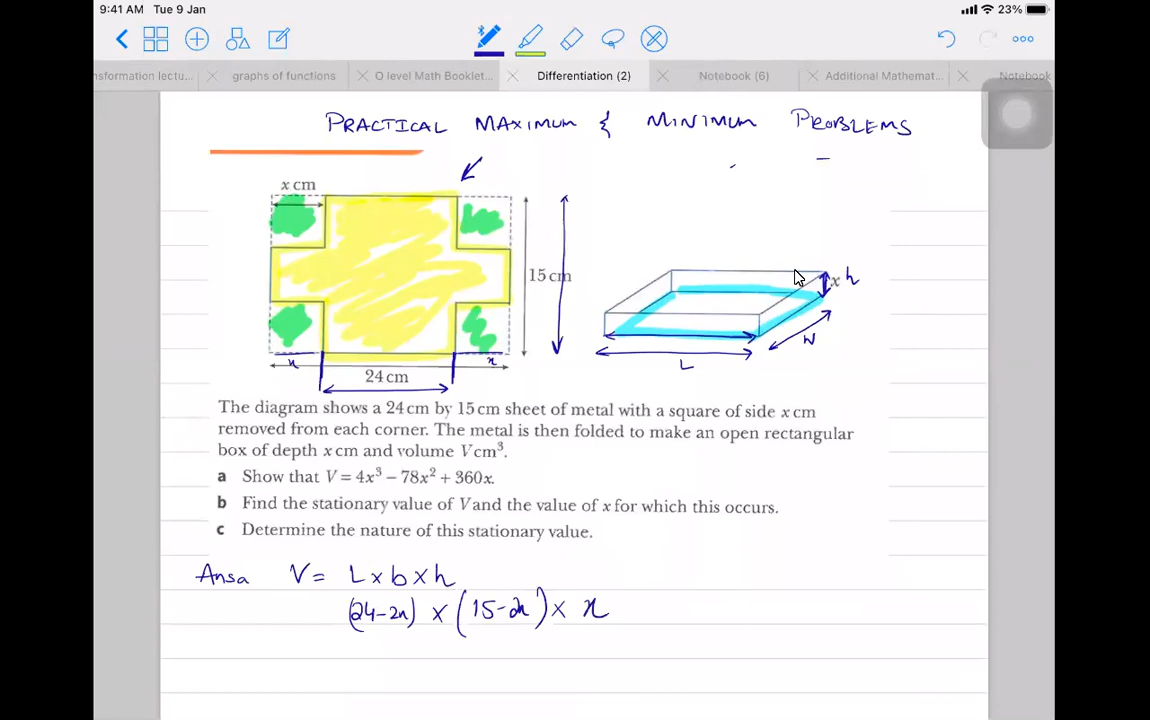 9:41 AM Tue 9 Jan
23%
nsformation lectu...
graphs of functions
O level Math Booklet...
Differentiation (2)
Notebook (6)
Additional Mathemat...
Notebook
PRACTICAL MAXIMUM & MINIMUM PROBLEMS
x cm
15 cm
x h
W
L
x
x
24 cm
The diagram shows a 24 cm by 15 cm sheet of metal with a square of side x cm
removed from each corner. The metal is then folded to make an open rectangular
box of depth x cm and volume V cm³.
a Show that V = 4x³ − 78x² + 360x.
b Find the stationary value of V and the value of x for which this occurs.
c Determine the nature of this stationary value.
Ansa V = L × b × h
(24-2x) × (15-2x) × x